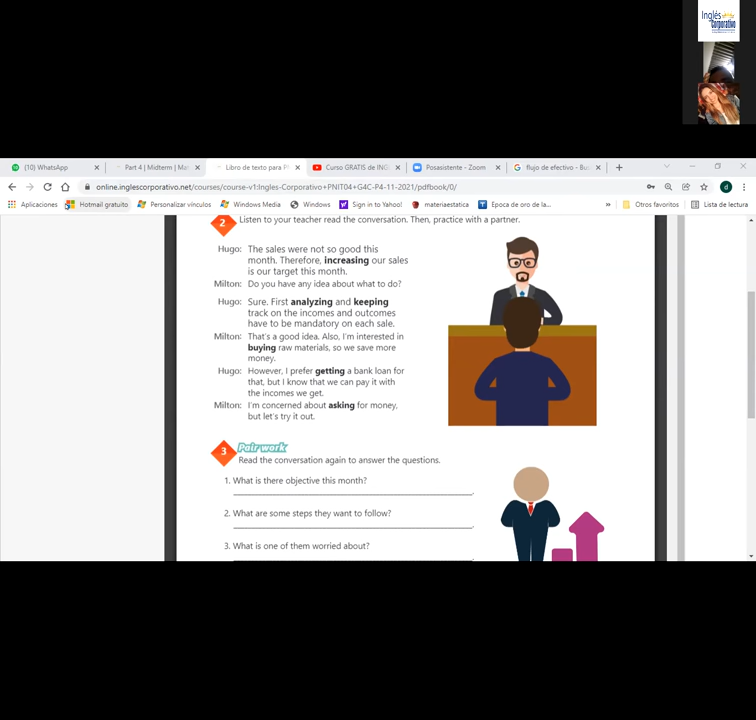 Inglés
Corporativo
(10) WhatsApp
Part 4 | Midterm | Mat
Libro de texto para PN
Curso GRATIS de ING
Posasistente - Zoom
flujo de efectivo - Bus
online.inglescorporativo.net/courses/course-v1:Ingles-Corporativo+PNIT04+G4C-P4-11-2021/pdfbook/0/
d
Aplicaciones
Hotmail gratuito
Personalizar vínculos
Windows Media
Windows
Sign in to Yahoo!
materiaestatica
Epoca de oro de la...
»
Otros favoritos
Lista de lectura
2 Listen to your teacher read the conversation. Then, practice with a partner.
Hugo: The sales were not so good this
month. Therefore, increasing our sales
is our target this month.
Milton: Do you have any idea about what to do?
Hugo: Sure. First analyzing and keeping
track on the incomes and outcomes
have to be mandatory on each sale.
Milton: That's a good idea. Also, I'm interested in
buying raw materials, so we save more
money.
Hugo: However, I prefer getting a bank loan for
that, but I know that we can pay it with
the incomes we get.
Milton: I'm concerned about asking for money,
but let's try it out.
3 Pair work
Read the conversation again to answer the questions.
1. What is there objective this month?
2. What are some steps they want to follow?
3. What is one of them worried about?